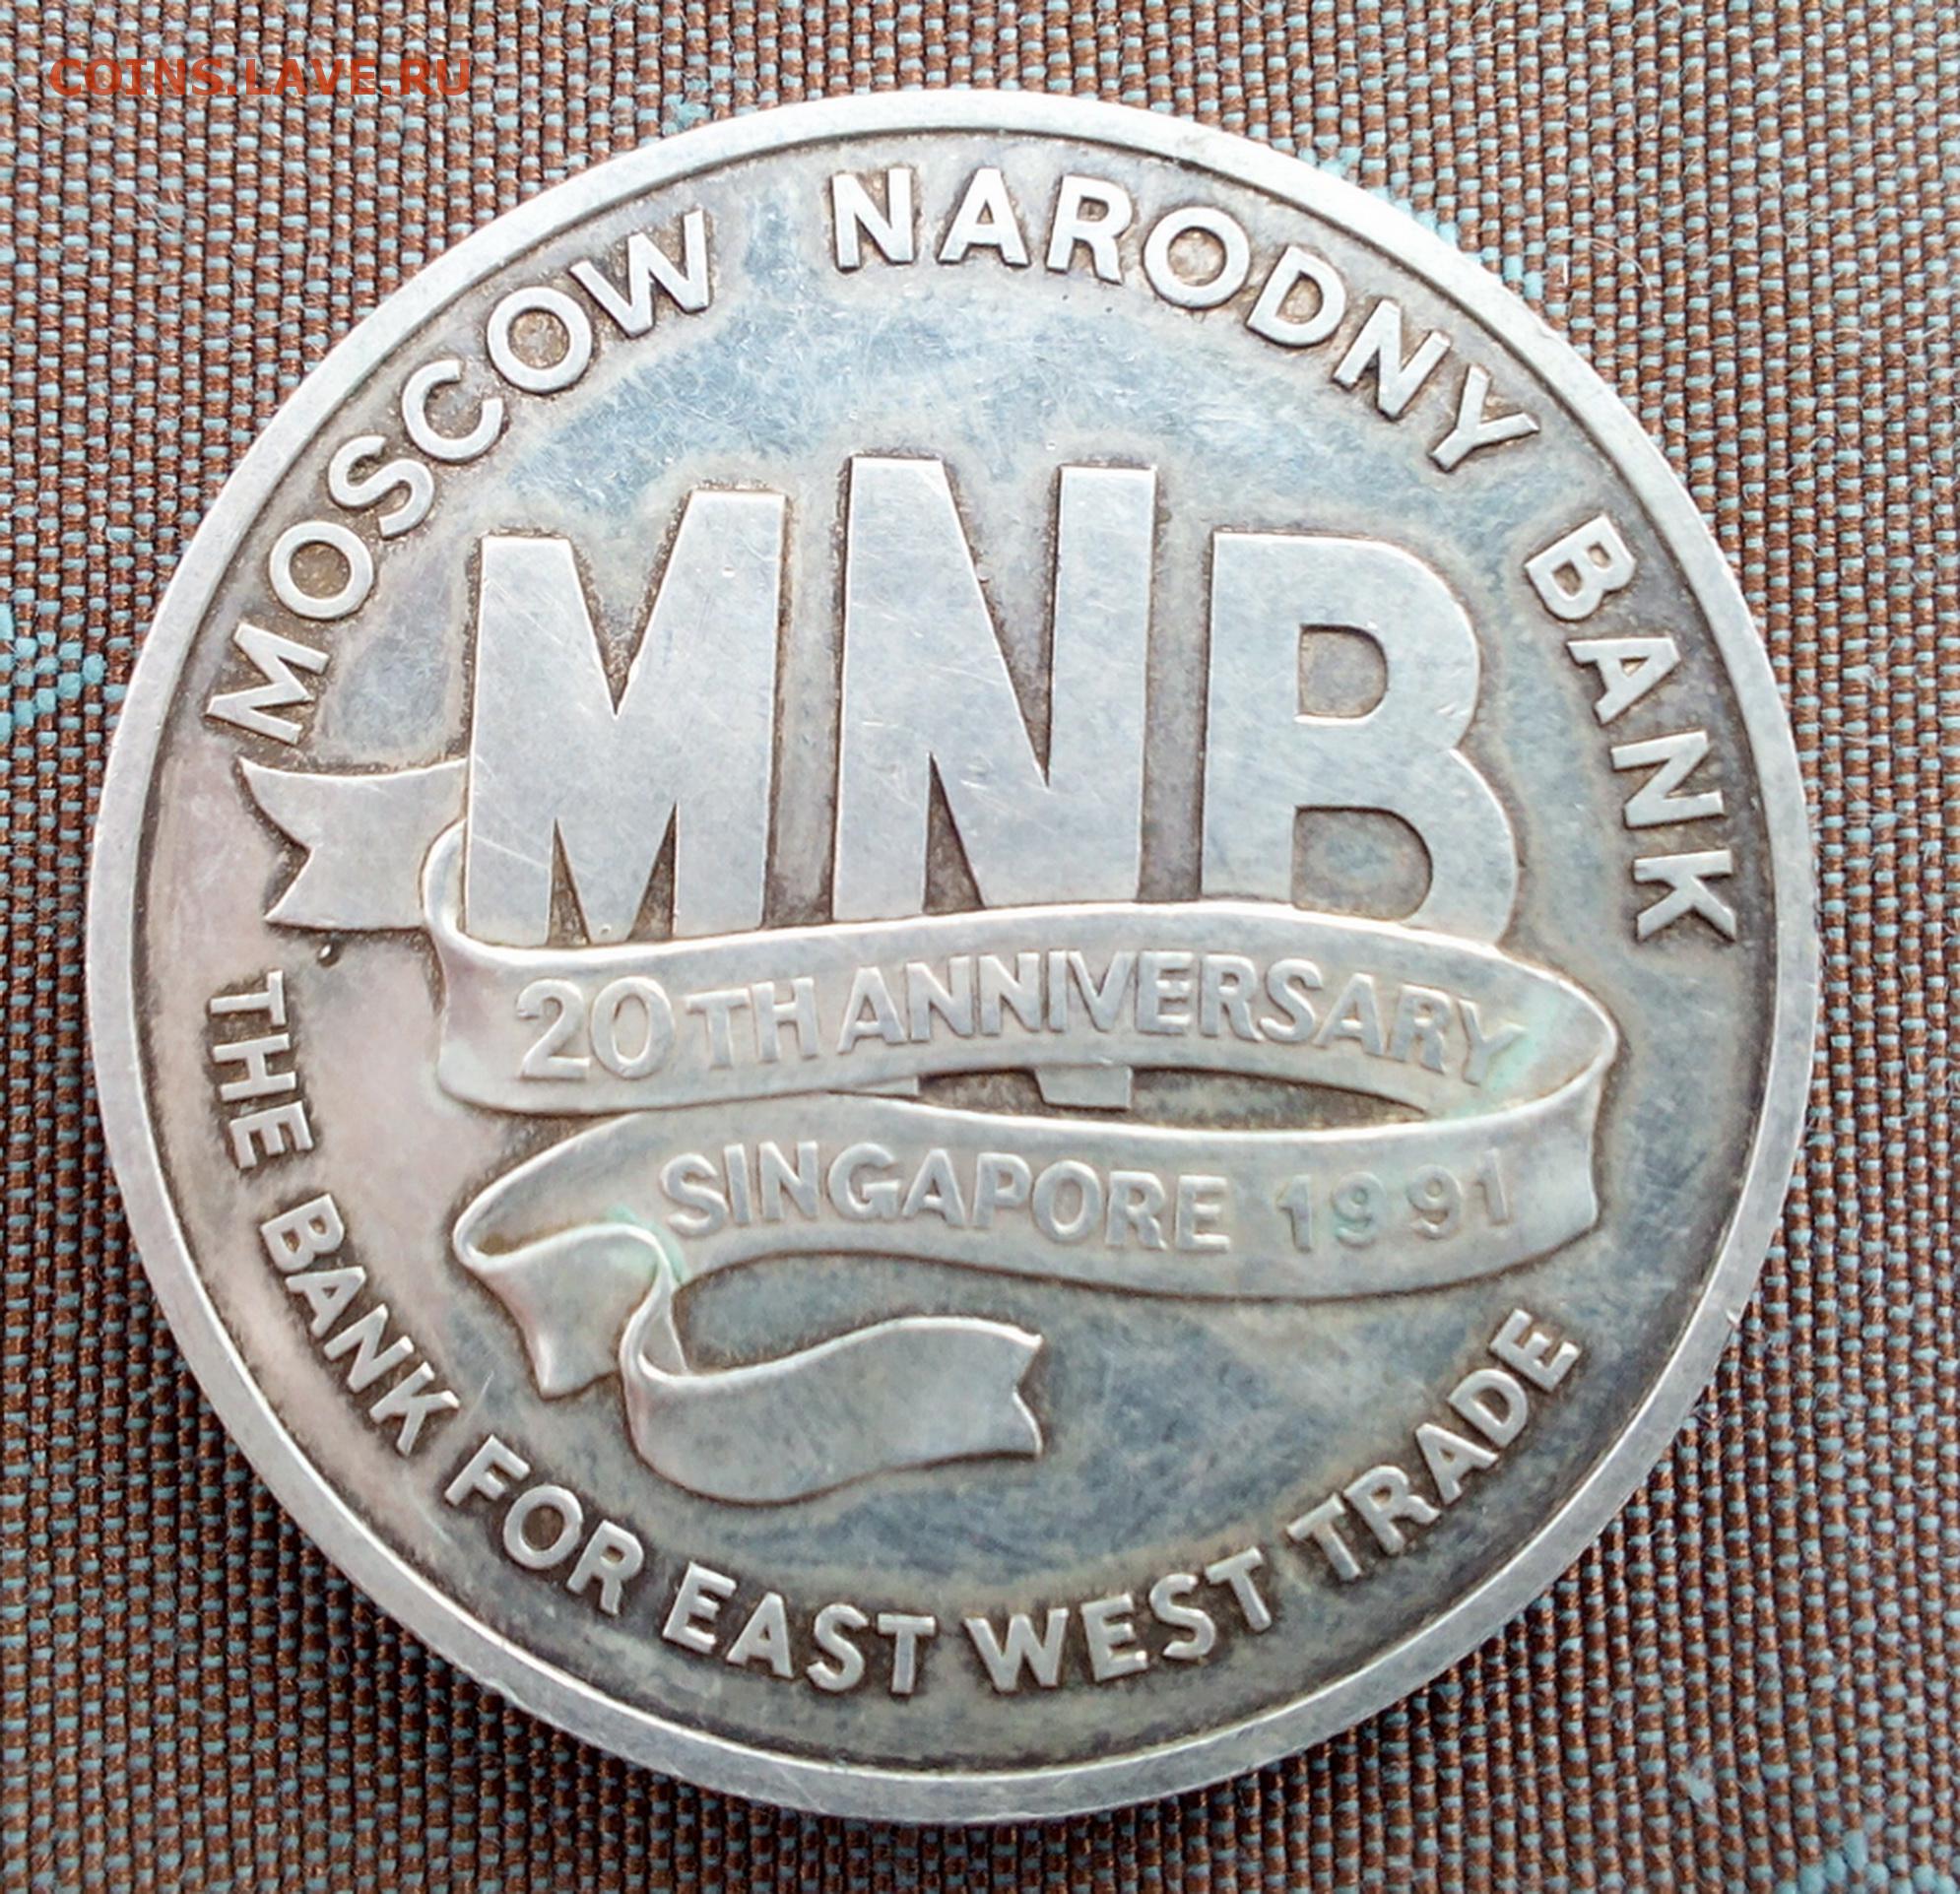 COINS.LAVE.RU
MOSCOW NARODNY BANK
MNB
20TH ANNIVERSARY
SINGAPORE 1991
THE BANK FOR EAST WEST TRADE